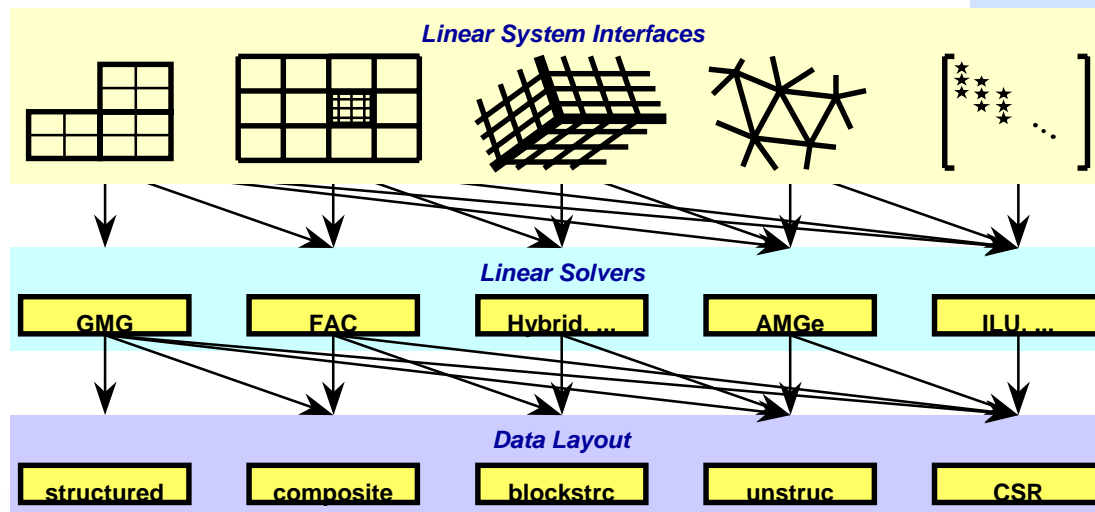 Linear System Interfaces
Linear Solvers
GMG FAC Hybrid, ... AMGe ILU, ...
Data Layout
structured composite blockstrc unstruc CSR